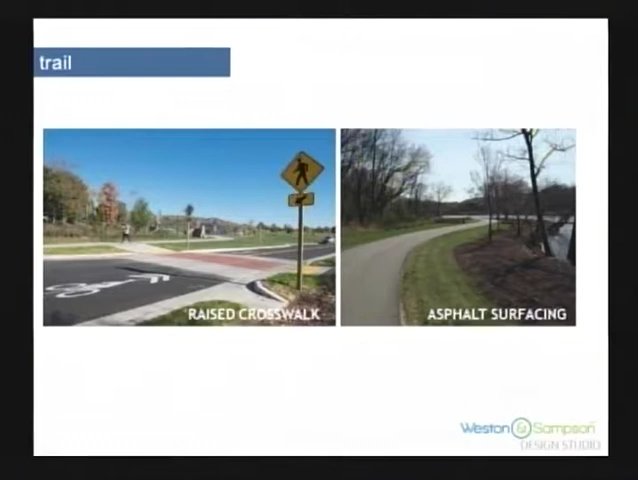 trail
RAISED CROSSWALK
ASPHALT SURFACING
Weston & Sampson
DESIGN STUDIO